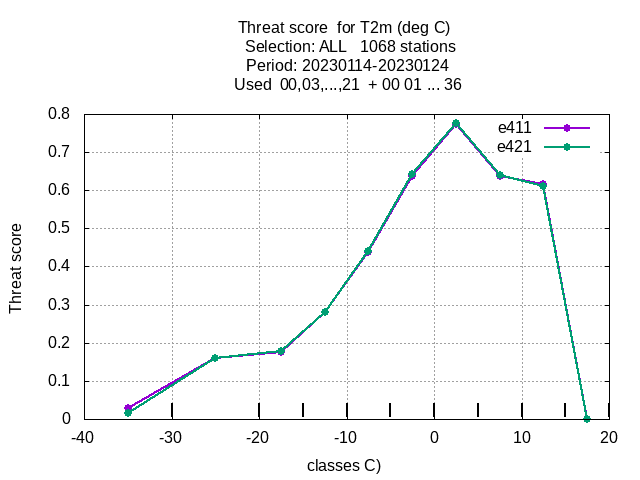 Threat score  for T2m (deg C)
Selection: ALL   1068 stations
Period: 20230114-20230124
Used  00,03,...,21  + 00 01 ... 36
0.8
0.7
0.6
0.5
0.4
0.3
0.2
0.1
0
Threat score
e411
e421
-40 -30 -20 -10 0 10 20
classes C)